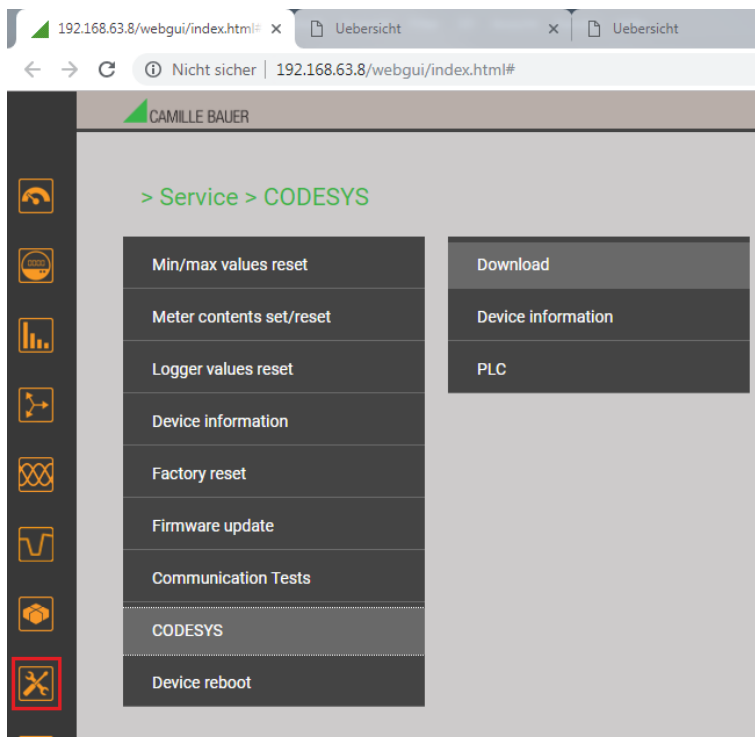 192.168.63.8/webgui/index.html#
Uebersicht
Uebersicht
Nicht sicher | 192.168.63.8/webgui/index.html#
CAMILLE BAUER
> Service > CODESYS
Min/max values reset
Meter contents set/reset
Logger values reset
Device information
Factory reset
Firmware update
Communication Tests
CODESYS
Device reboot
Download
Device information
PLC